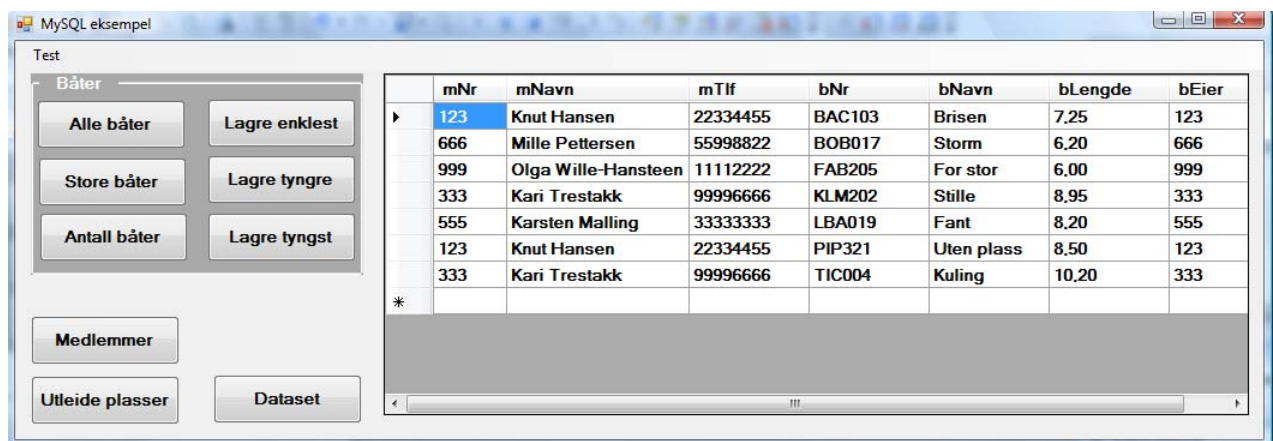 MySQL eksempel
Test
Båter
Alle båter
Lagre enklest
Store båter
Lagre tyngre
Antall båter
Lagre tyngst
Medlemmer
Utleide plasser
Dataset
mNr mNavn mTlf bNr bNavn bLengde bEier
123 Knut Hansen 22334455 BAC103 Brisen 7,25 123
666 Mille Pettersen 55998822 BOB017 Storm 6,20 666
999 Olga Wille-Hansteen 11112222 FAB205 For stor 6,00 999
333 Kari Trestakk 99996666 KLM202 Stille 8,95 333
555 Karsten Malling 33333333 LBA019 Fant 8,20 555
123 Knut Hansen 22334455 PIP321 Uten plass 8,50 123
333 Kari Trestakk 99996666 TIC004 Kuling 10,20 333